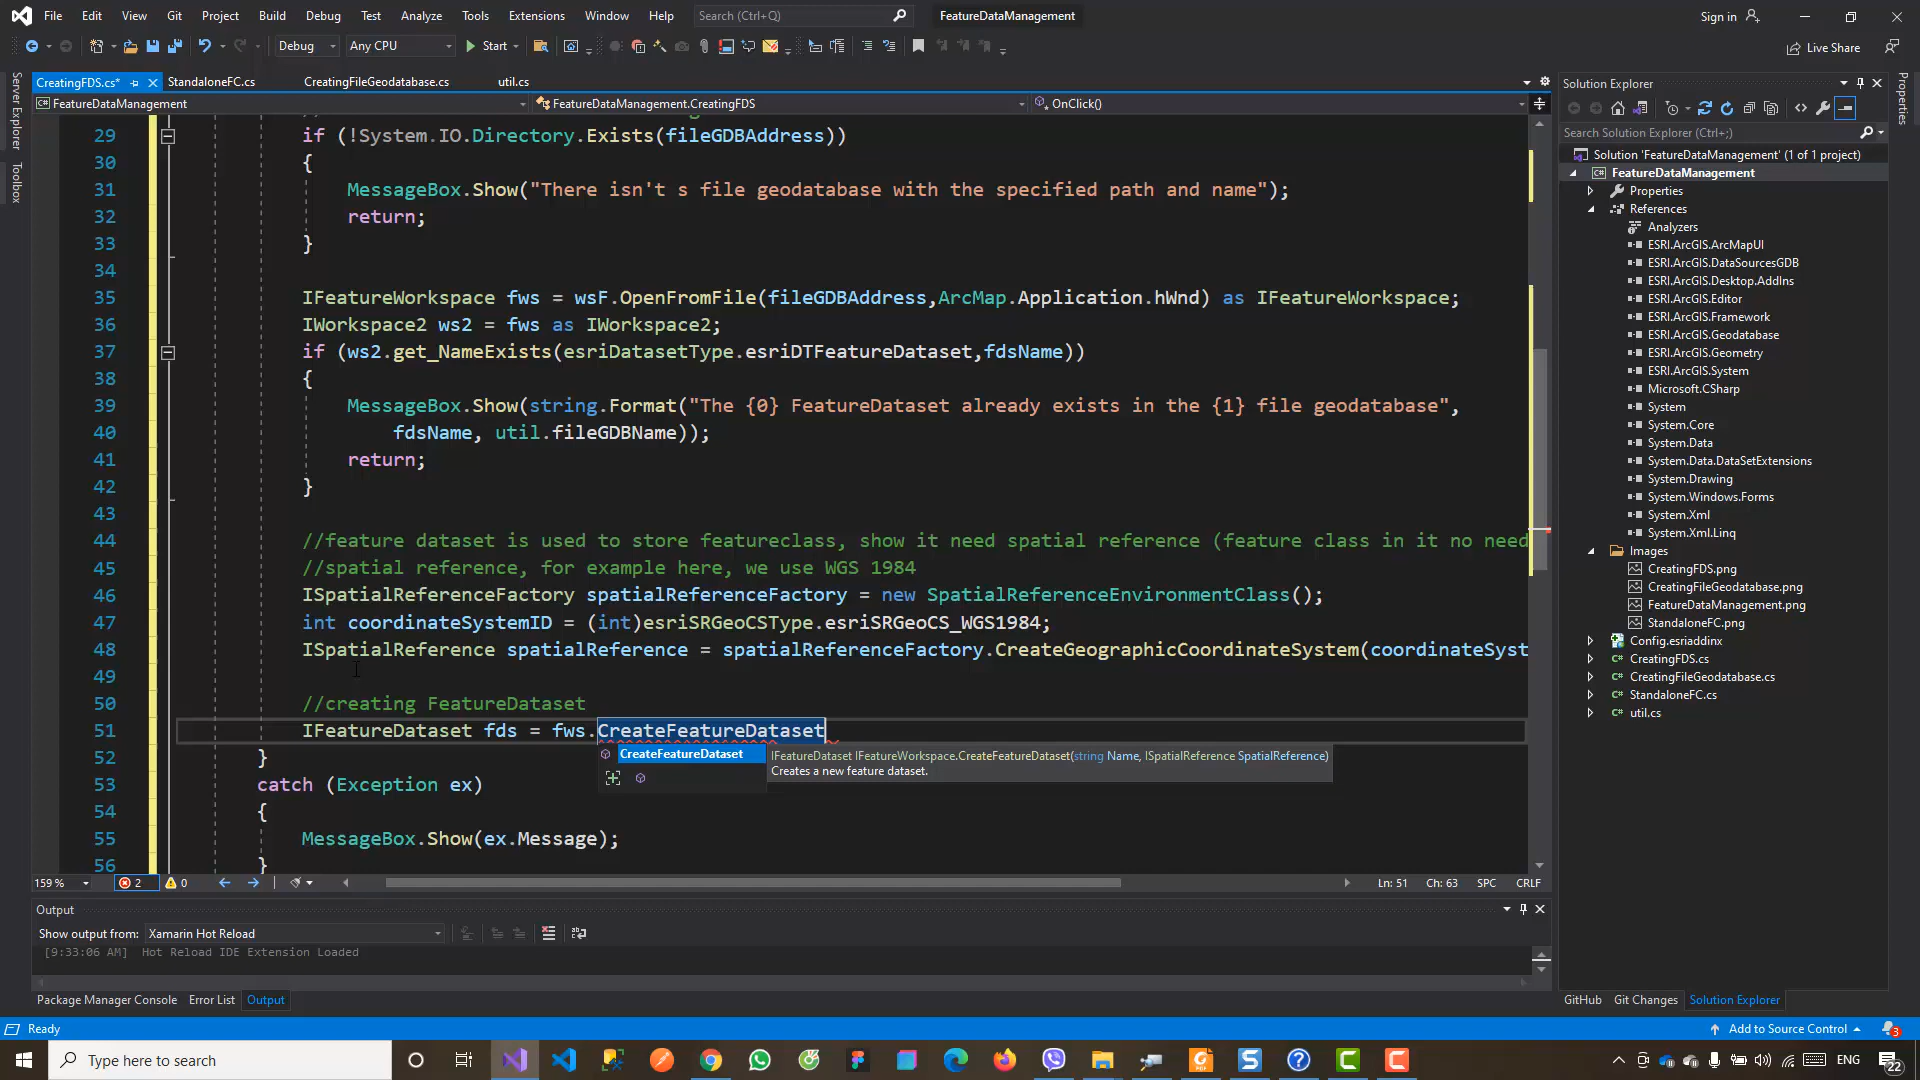 File Edit View Git Project Build Debug Test Analyze Tools Extensions Window Help Search (Ctrl+Q) FeatureDataManagement Sign in
Debug Any CPU Start Live Share
CreatingFDS.cs* StandaloneFC.cs CreatingFileGeodatabase.cs util.cs
FeatureDataManagement FeatureDataManagement.CreatingFDS OnClick()
29 if (!System.IO.Directory.Exists(fileGDBAddress))
30 {
31 MessageBox.Show("There isn't s file geodatabase with the specified path and name");
32 return;
33 }
34
35 IFeatureWorkspace fws = wsF.OpenFromFile(fileGDBAddress,ArcMap.Application.hWnd) as IFeatureWorkspace;
36 IWorkspace2 ws2 = fws as IWorkspace2;
37 if (ws2.get_NameExists(esriDatasetType.esriDTFeatureDataset,fdsName))
38 {
39 MessageBox.Show(string.Format("The {0} FeatureDataset already exists in the {1} file geodatabase",
40 fdsName, util.fileGDBName));
41 return;
42 }
43
44 //feature dataset is used to store featureclass, show it need spatial reference (feature class in it no need
45 //spatial reference, for example here, we use WGS 1984
46 ISpatialReferenceFactory spatialReferenceFactory = new SpatialReferenceEnvironmentClass();
47 int coordinateSystemID = (int)esriSRGeoCSType.esriSRGeoCS_WGS1984;
48 ISpatialReference spatialReference = spatialReferenceFactory.CreateGeographicCoordinateSystem(coordinateSyst
49
50 //creating FeatureDataset
51 IFeatureDataset fds = fws.CreateFeatureDataset
CreateFeatureDataset
IFeatureDataset IFeatureWorkspace.CreateFeatureDataset(string Name, ISpatialReference SpatialReference)
Creates a new feature dataset.
52 }
53 catch (Exception ex)
54 {
55 MessageBox.Show(ex.Message);
56 }
159 % 2 0 Ln: 51 Ch: 63 SPC CRLF
Output
Show output from: Xamarin Hot Reload
[9:33:06 AM] Hot Reload IDE Extension Loaded
Package Manager Console Error List Output
Server Explorer
Toolbox
Solution Explorer
Search Solution Explorer (Ctrl+;)
Solution 'FeatureDataManagement' (1 of 1 project)
FeatureDataManagement
Properties
References
Analyzers
ESRI.ArcGIS.ArcMapUI
ESRI.ArcGIS.DataSourcesGDB
ESRI.ArcGIS.Desktop.AddIns
ESRI.ArcGIS.Editor
ESRI.ArcGIS.Framework
ESRI.ArcGIS.Geodatabase
ESRI.ArcGIS.Geometry
ESRI.ArcGIS.System
Microsoft.CSharp
System
System.Core
System.Data
System.Data.DataSetExtensions
System.Drawing
System.Windows.Forms
System.Xml
System.Xml.Linq
Images
CreatingFDS.png
CreatingFileGeodatabase.png
FeatureDataManagement.png
StandaloneFC.png
Config.esriaddinx
CreatingFDS.cs
CreatingFileGeodatabase.cs
StandaloneFC.cs
util.cs
GitHub Git Changes Solution Explorer
Properties
Ready Add to Source Control 3
Type here to search ENG 22